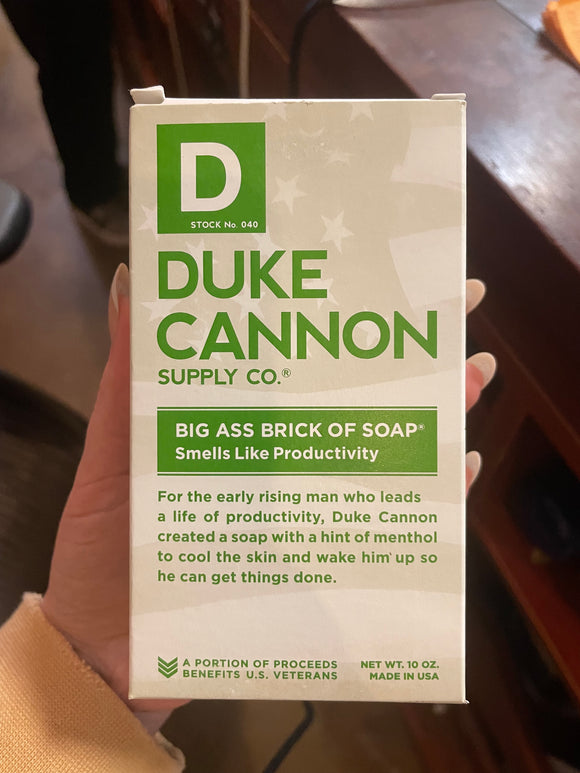 D
STOCK No. 040
DUKE
CANNON
SUPPLY CO.®
BIG ASS BRICK OF SOAP®
Smells Like Productivity
For the early rising man who leads
a life of productivity, Duke Cannon
created a soap with a hint of menthol
to cool the skin and wake him up so
he can get things done.
A PORTION OF PROCEEDS
BENEFITS U.S. VETERANS
NET WT. 10 OZ.
MADE IN USA